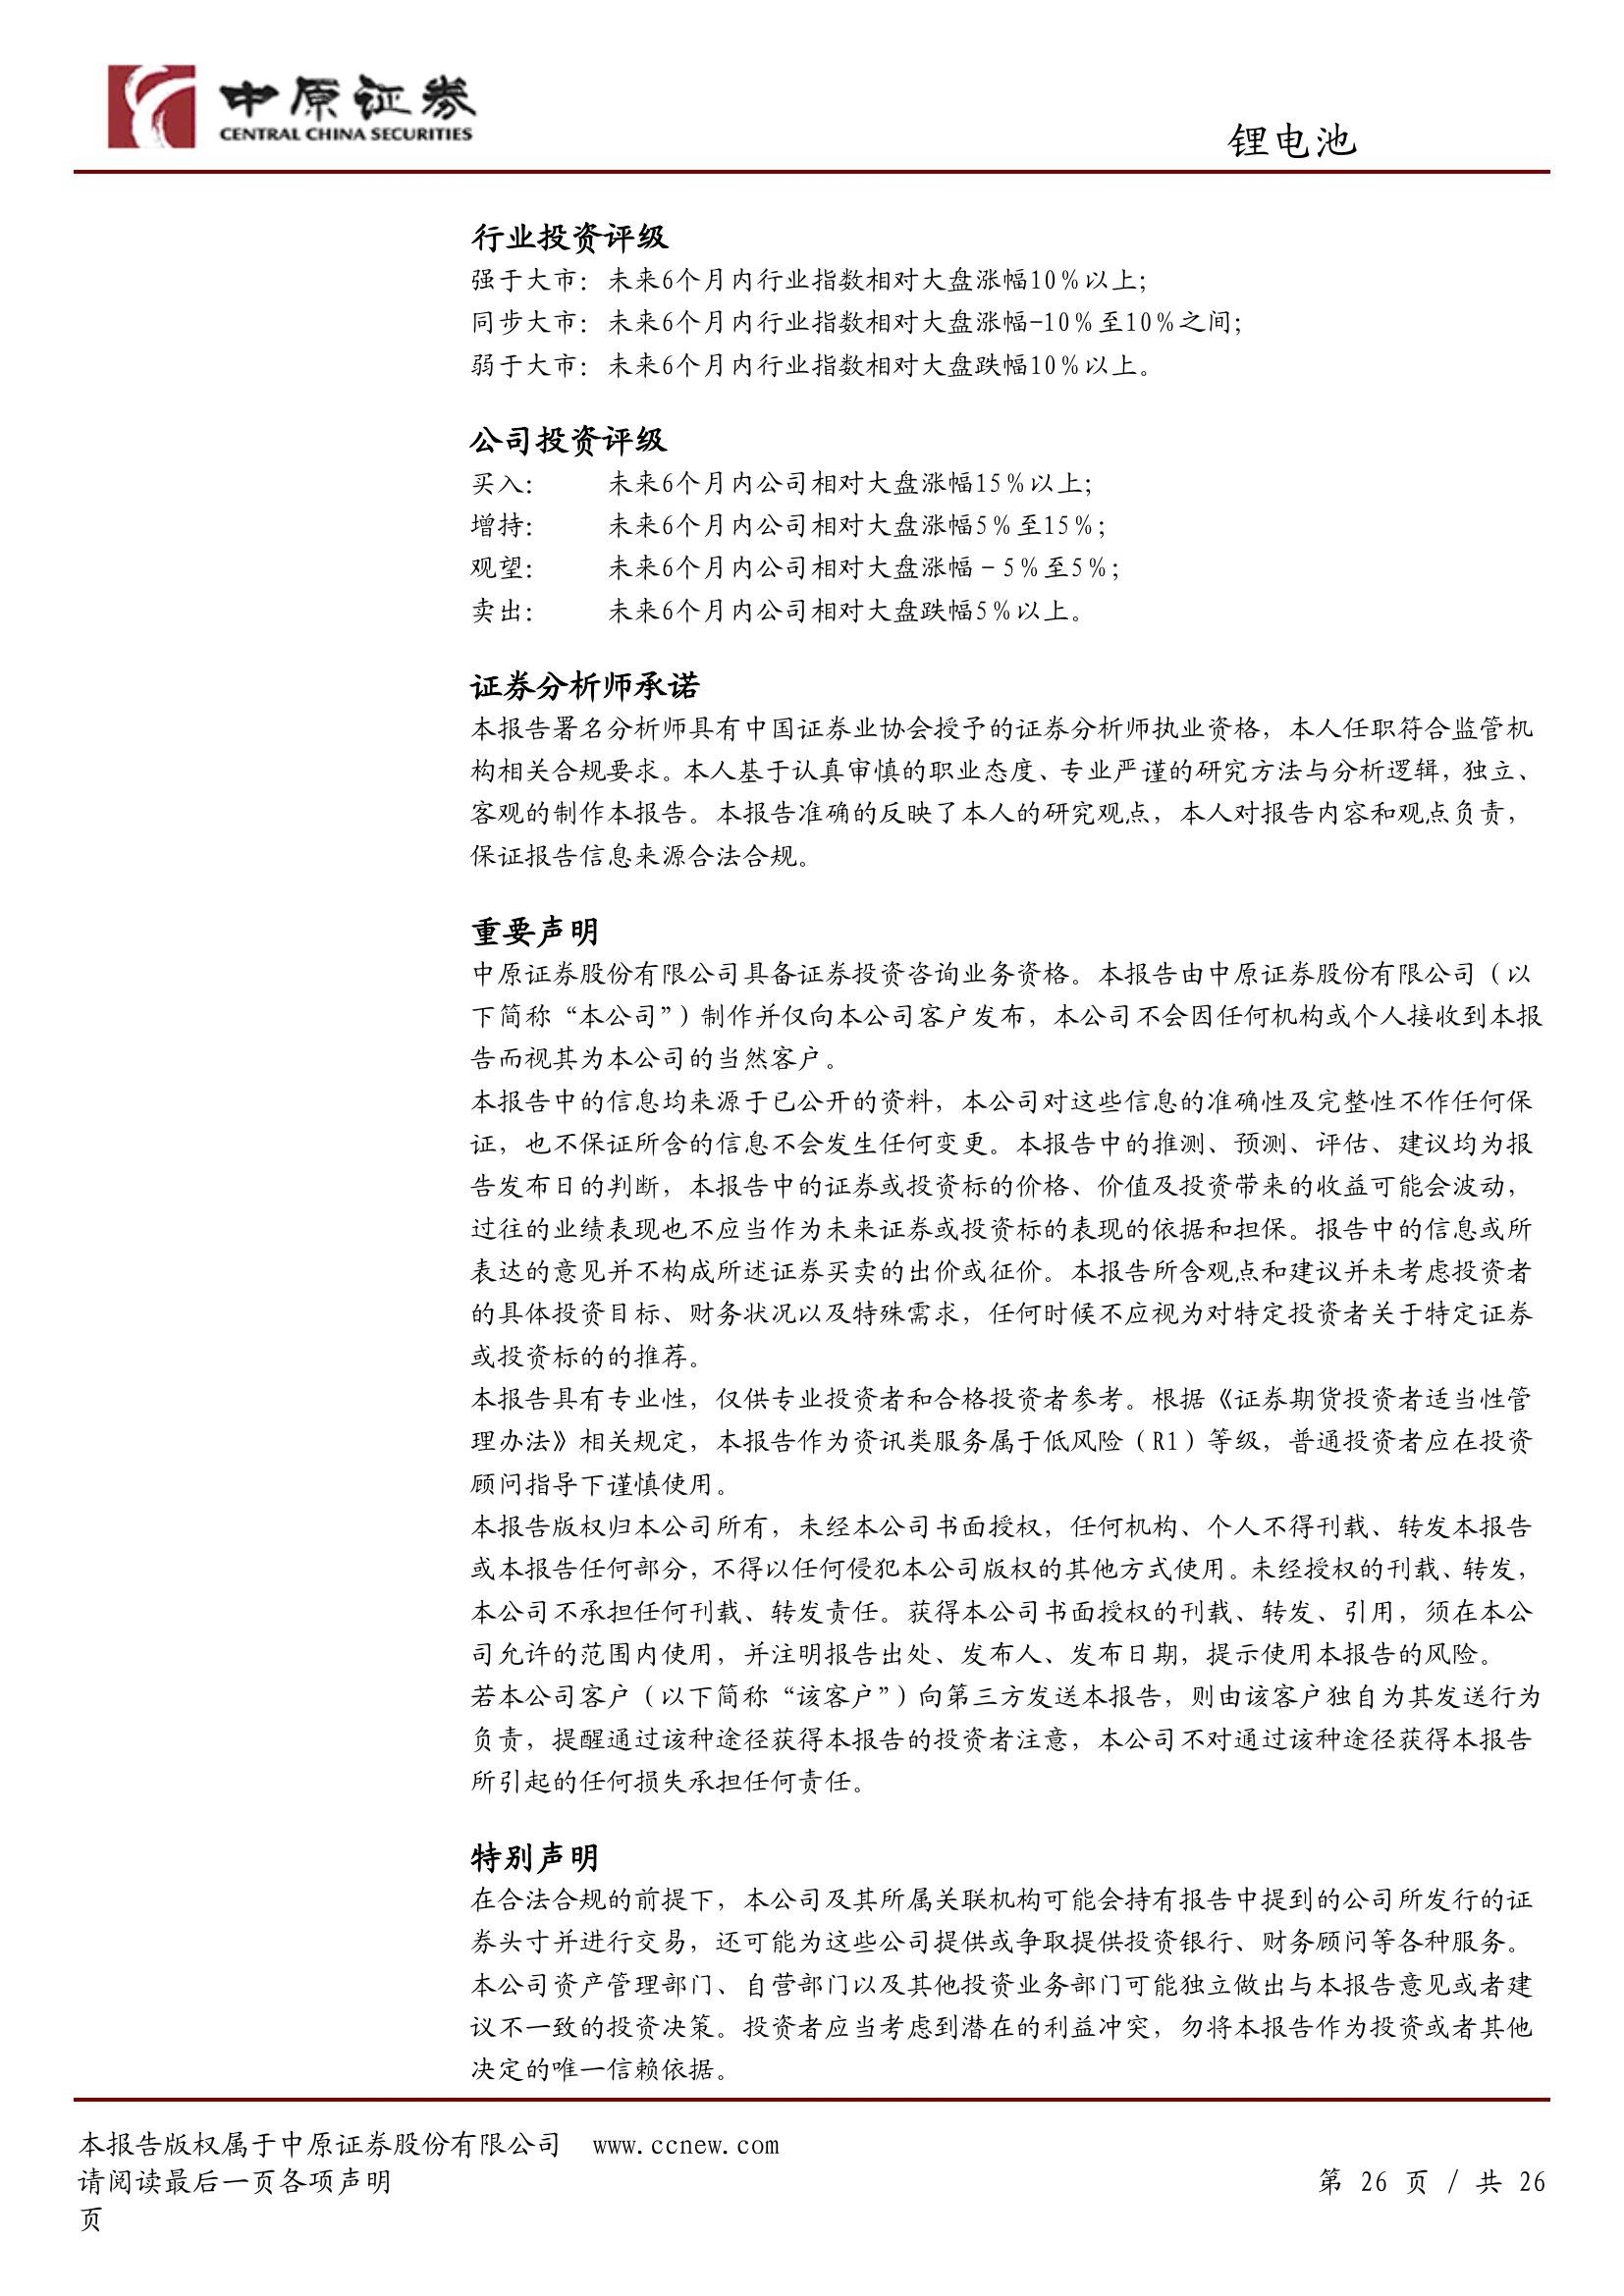 中原证券
CENTRAL CHINA SECURITIES
锂电池
行业投资评级
强于大市：未来6个月内行业指数相对大盘涨幅10％以上；
同步大市：未来6个月内行业指数相对大盘涨幅-10％至10％之间；
弱于大市：未来6个月内行业指数相对大盘跌幅10％以上。
公司投资评级
买入： 未来6个月内公司相对大盘涨幅15％以上；
增持： 未来6个月内公司相对大盘涨幅5％至15％；
观望： 未来6个月内公司相对大盘涨幅－5％至5％；
卖出： 未来6个月内公司相对大盘跌幅5％以上。
证券分析师承诺
本报告署名分析师具有中国证券业协会授予的证券分析师执业资格，本人任职符合监管机
构相关合规要求。本人基于认真审慎的职业态度、专业严谨的研究方法与分析逻辑，独立、
客观的制作本报告。本报告准确的反映了本人的研究观点，本人对报告内容和观点负责，
保证报告信息来源合法合规。
重要声明
中原证券股份有限公司具备证券投资咨询业务资格。本报告由中原证券股份有限公司（以
下简称“本公司”）制作并仅向本公司客户发布，本公司不会因任何机构或个人接收到本报
告而视其为本公司的当然客户。
本报告中的信息均来源于已公开的资料，本公司对这些信息的准确性及完整性不作任何保
证，也不保证所含的信息不会发生任何变更。本报告中的推测、预测、评估、建议均为报
告发布日的判断，本报告中的证券或投资标的价格、价值及投资带来的收益可能会波动，
过往的业绩表现也不应当作为未来证券或投资标的表现的依据和担保。报告中的信息或所
表达的意见并不构成所述证券买卖的出价或征价。本报告所含观点和建议并未考虑投资者
的具体投资目标、财务状况以及特殊需求，任何时候不应视为对特定投资者关于特定证券
或投资标的的推荐。
本报告具有专业性，仅供专业投资者和合格投资者参考。根据《证券期货投资者适当性管
理办法》相关规定，本报告作为资讯类服务属于低风险（R1）等级，普通投资者应在投资
顾问指导下谨慎使用。
本报告版权归本公司所有，未经本公司书面授权，任何机构、个人不得刊载、转发本报告
或本报告任何部分，不得以任何侵犯本公司版权的其他方式使用。未经授权的刊载、转发，
本公司不承担任何刊载、转发责任。获得本公司书面授权的刊载、转发、引用，须在本公
司允许的范围内使用，并注明报告出处、发布人、发布日期，提示使用本报告的风险。
若本公司客户（以下简称“该客户”）向第三方发送本报告，则由该客户独自为其发送行为
负责，提醒通过该种途径获得本报告的投资者注意，本公司不对通过该种途径获得本报告
所引起的任何损失承担任何责任。
特别声明
在合法合规的前提下，本公司及其所属关联机构可能会持有报告中提到的公司所发行的证
券头寸并进行交易，还可能为这些公司提供或争取提供投资银行、财务顾问等各种服务。
本公司资产管理部门、自营部门以及其他投资业务部门可能独立做出与本报告意见或者建
议不一致的投资决策。投资者应当考虑到潜在的利益冲突，勿将本报告作为投资或者其他
决定的唯一信赖依据。
本报告版权属于中原证券股份有限公司 www.ccnew.com
请阅读最后一页各项声明 第 26 页 / 共 26
页